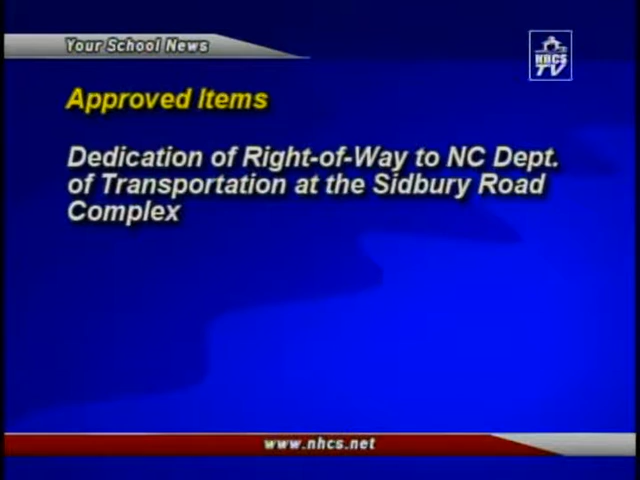 Your School News
NHCS
TV
Approved Items
Dedication of Right-of-Way to NC Dept.
of Transportation at the Sidbury Road
Complex
www.nhcs.net